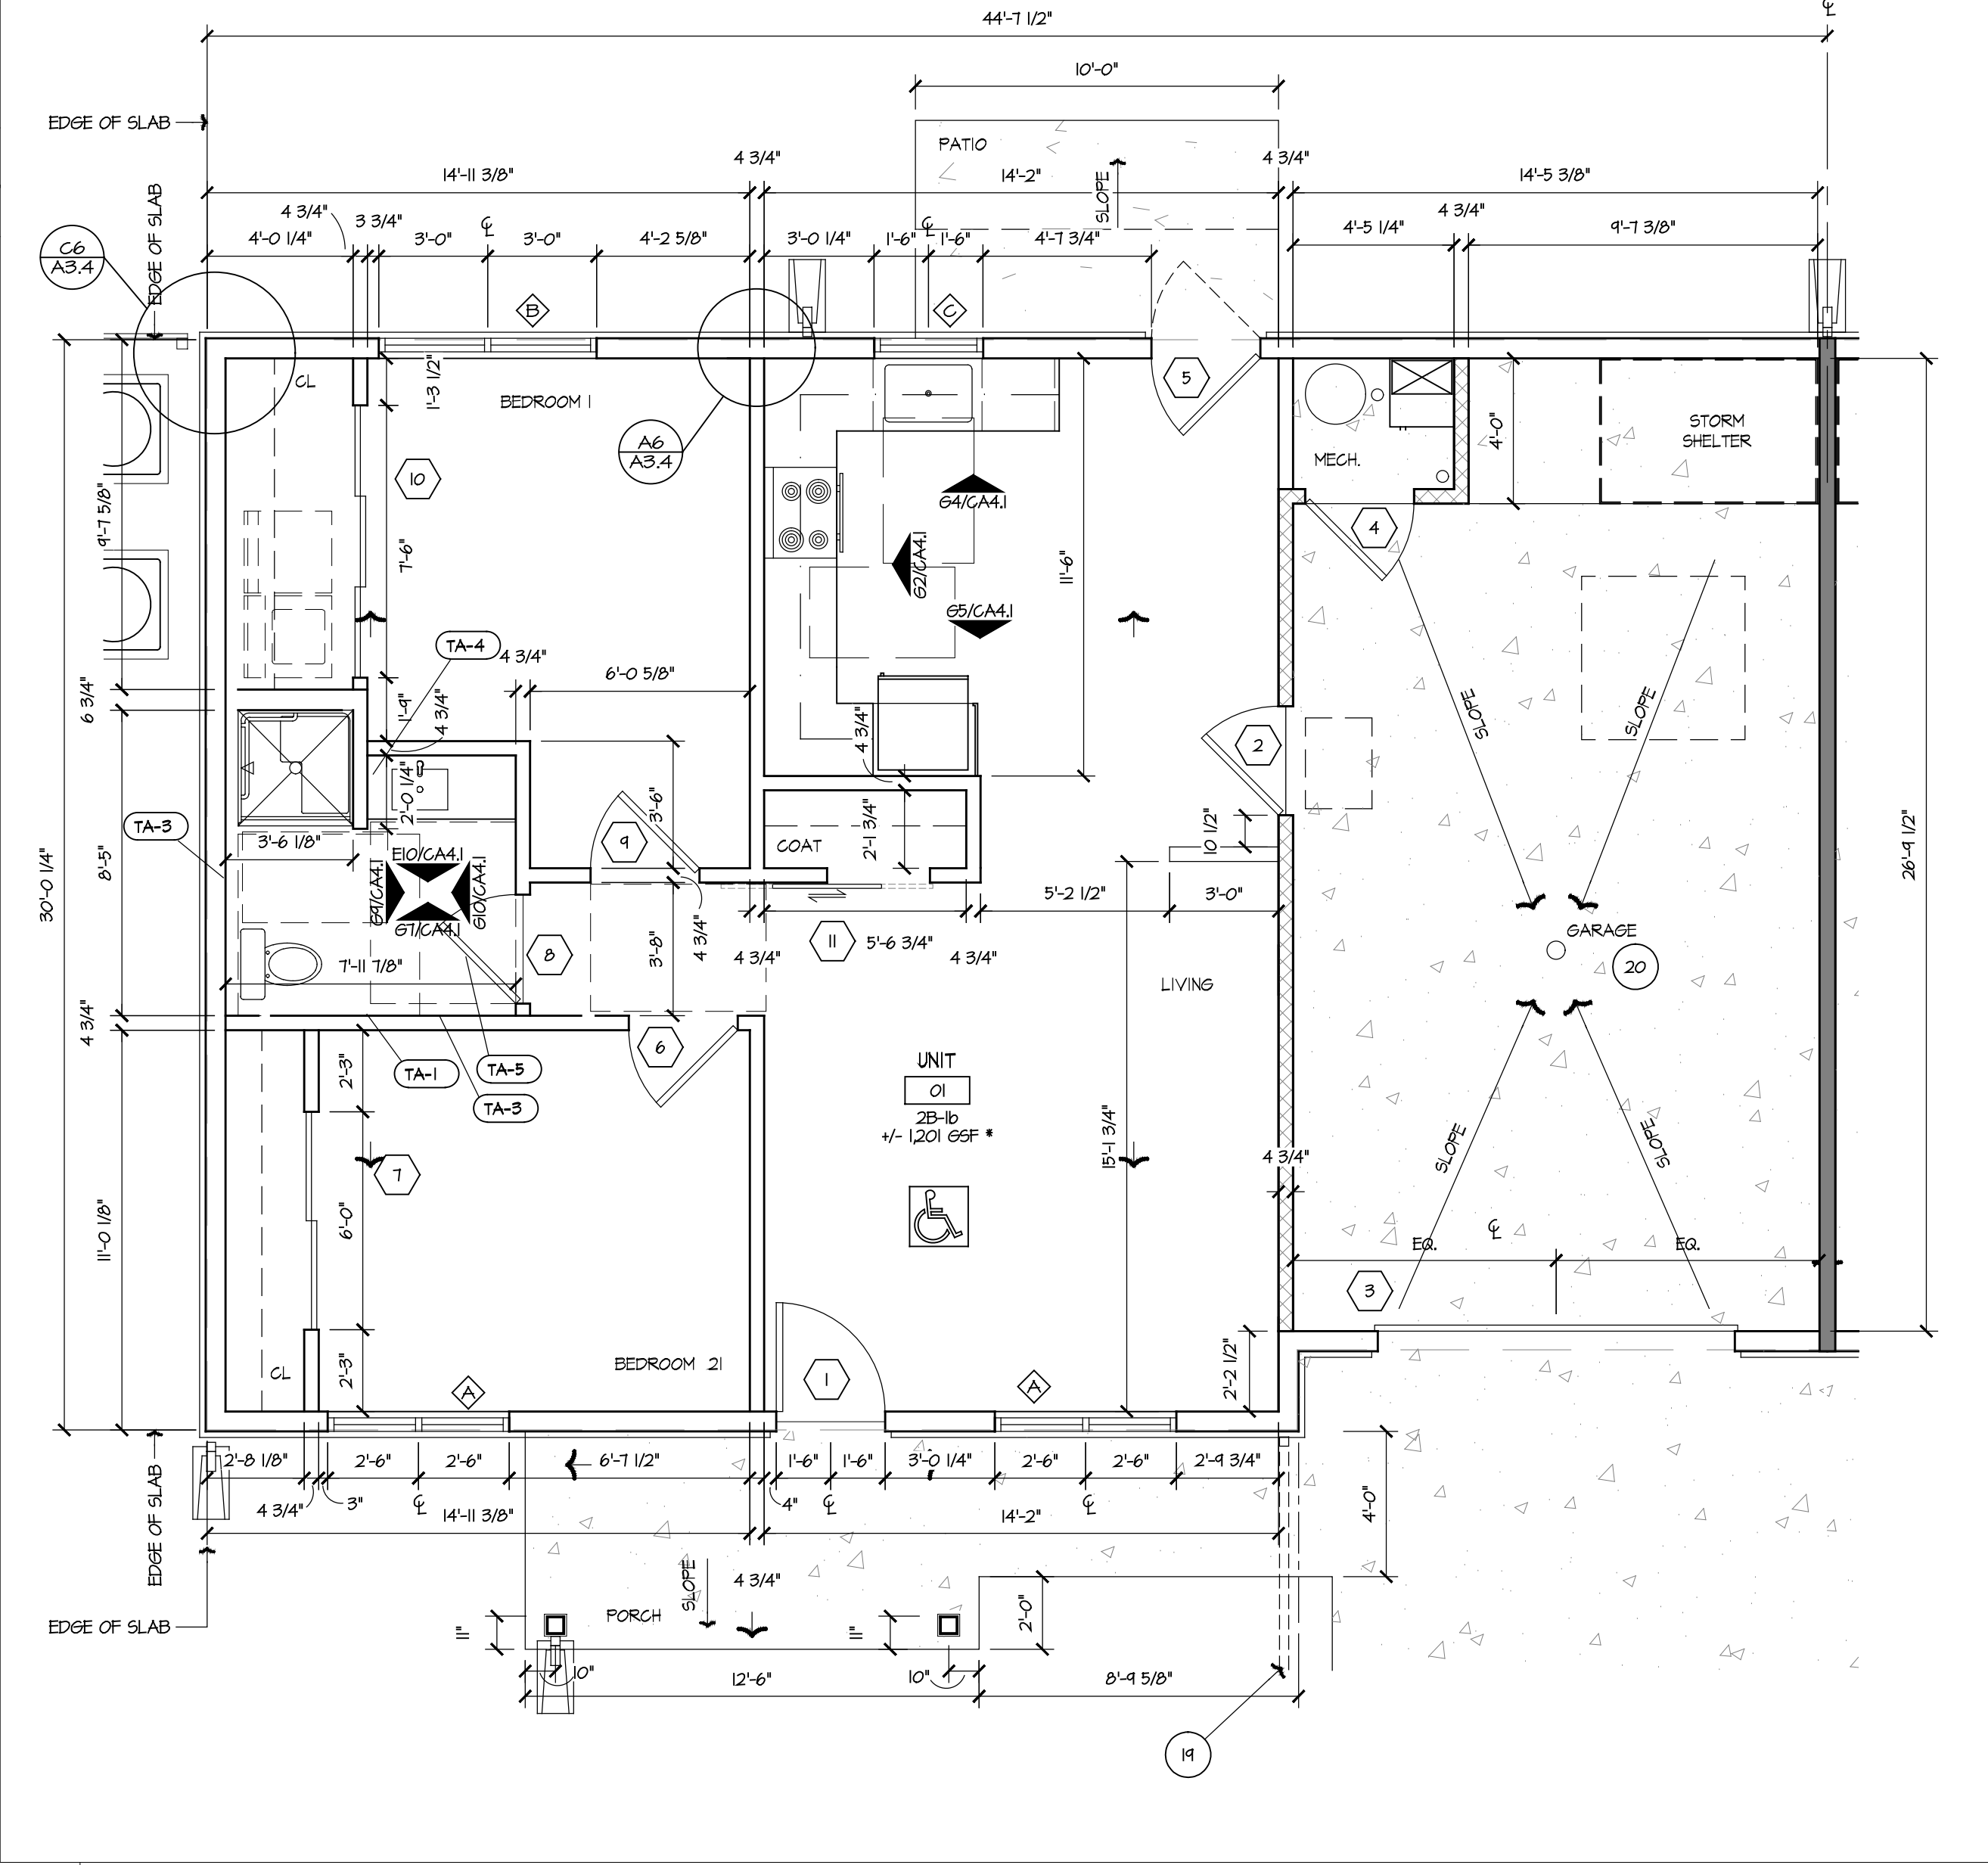 44'-7 1/2"
℄
10'-0"
EDGE OF SLAB
PATIO
4 3/4"
4 3/4"
14'-11 3/8"
14'-2"
14'-5 3/8"
SLOPE
EDGE OF SLAB
4 3/4"
3 3/4"
℄
℄
4 3/4"
4'-0 1/4"
3'-0"
3'-0"
4'-2 5/8"
3'-0 1/4"
1'-6"
1'-6"
4'-7 3/4"
4'-5 1/4"
9'-7 3/8"
C6
A3.4
B
C
CL
1'-3 1/2"
BEDROOM 1
5
STORM
SHELTER
4'-0"
A6
A3.4
MECH.
10
G4/CA4.1
9'-7 5/8"
7'-6"
G2/CA4.1
11'-6"
4
G5/CA4.1
TA-4
4 3/4"
6'-0 5/8"
6 3/4"
1'-9"
4 3/4"
4 3/4"
SLOPE
SLOPE
2
2'-0 1/4"
3'-6"
TA-3
3'-6 1/8"
9
COAT
2'-1 3/4"
10 1/2"
8'-5"
E10/CA4.1
G9/CA4.1
G10/CA4.1
G7/CA4.1
30'-0 1/4"
26'-9 1/2"
5'-2 1/2"
3'-0"
GARAGE
20
3'-8"
4 3/4"
8
7'-11 7/8"
4 3/4"
11
5'-6 3/4"
4 3/4"
LIVING
4 3/4"
6
2'-3"
TA-1
TA-5
TA-3
UNIT
01
2B-1b
+/- 1,201 GSF *
15'-1 3/4"
4 3/4"
SLOPE
SLOPE
7
11'-0 1/8"
6'-0"
EQ.
℄
EQ.
3
2'-3"
CL
BEDROOM 21
A
1
A
2'-2 1/2"
2'-8 1/8"
2'-6"
2'-6"
6'-7 1/2"
1'-6"
1'-6"
3'-0 1/4"
2'-6"
2'-6"
2'-9 3/4"
4 3/4"
3"
℄
14'-11 3/8"
4"
℄
14'-2"
℄
4'-0"
EDGE OF SLAB
4 3/4"
SLOPE
EDGE OF SLAB
PORCH
11"
11"
2'-0"
10"
12'-6"
10"
8'-9 5/8"
19